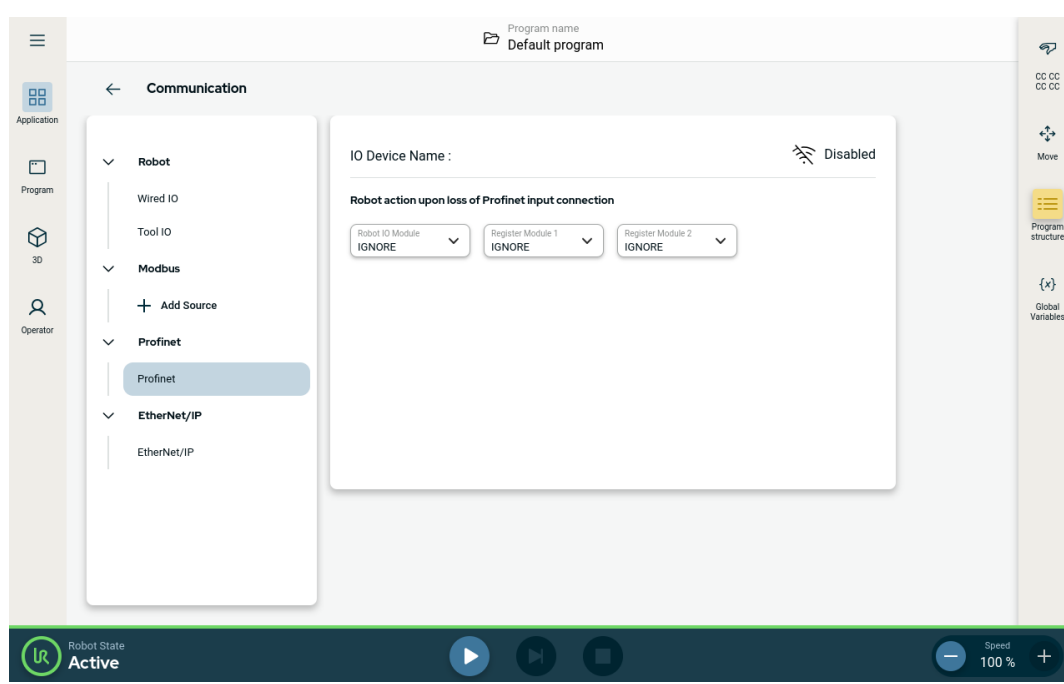 Program name
Default program
Application
Program
3D
Operator
Communication
Robot
Wired IO
Tool IO
Modbus
Add Source
Profinet
Profinet
EtherNet/IP
EtherNet/IP
IO Device Name :
Disabled
Robot action upon loss of Profinet input connection
Robot IO Module
IGNORE
Register Module 1
IGNORE
Register Module 2
IGNORE
CC CC
CC CC
Move
Program
structure
{x}
Global
Variables
UR
Robot State
Active
Speed
100 %